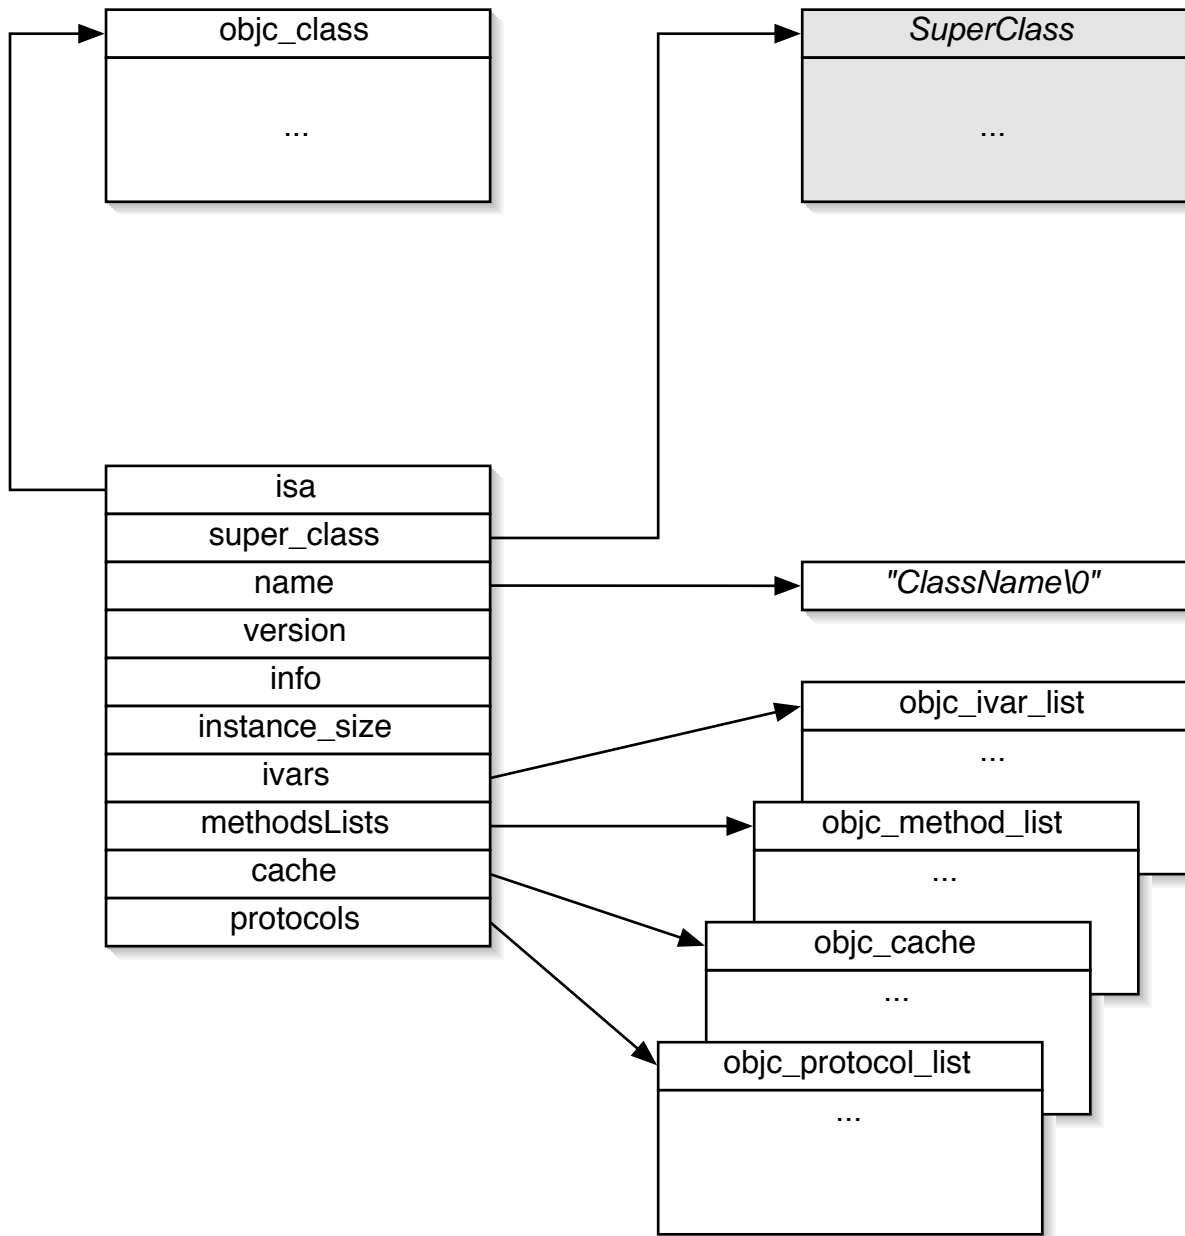 objc_class
...
SuperClass
...
isa
super_class
name
version
info
instance_size
ivars
methodsLists
cache
protocols
"ClassName\0"
objc_ivar_list
...
objc_method_list
...
objc_cache
...
objc_protocol_list
...